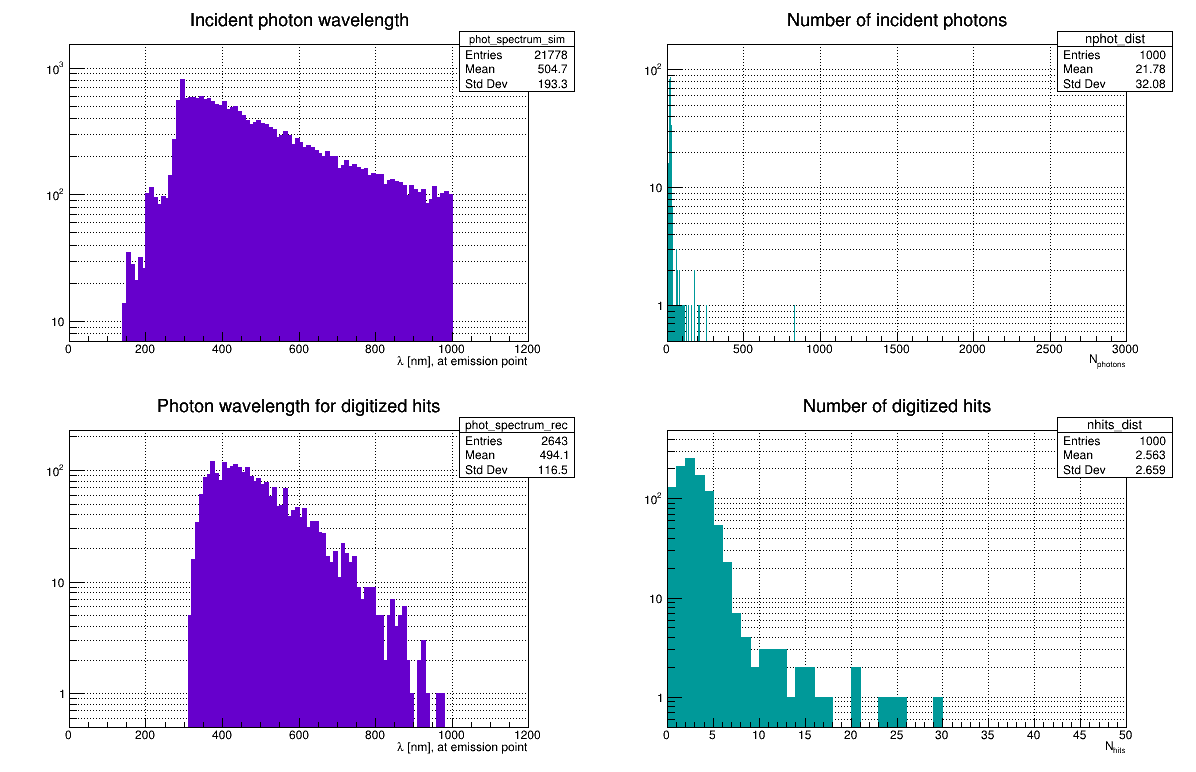 Incident photon wavelength
phot_spectrum_sim
Entries 21778
Mean 504.7
Std Dev 193.3
10³
10²
10
0 200 400 600 800 1000 1200
λ [nm], at emission point
Number of incident photons
nphot_dist
Entries 1000
Mean 21.78
Std Dev 32.08
10²
10
1
0 500 1000 1500 2000 2500 3000
Nphotons
Photon wavelength for digitized hits
phot_spectrum_rec
Entries 2643
Mean 494.1
Std Dev 116.5
10²
10
1
0 200 400 600 800 1000 1200
λ [nm], at emission point
Number of digitized hits
nhits_dist
Entries 1000
Mean 2.563
Std Dev 2.659
10²
10
1
0 5 10 15 20 25 30 35 40 45 50
Nhits